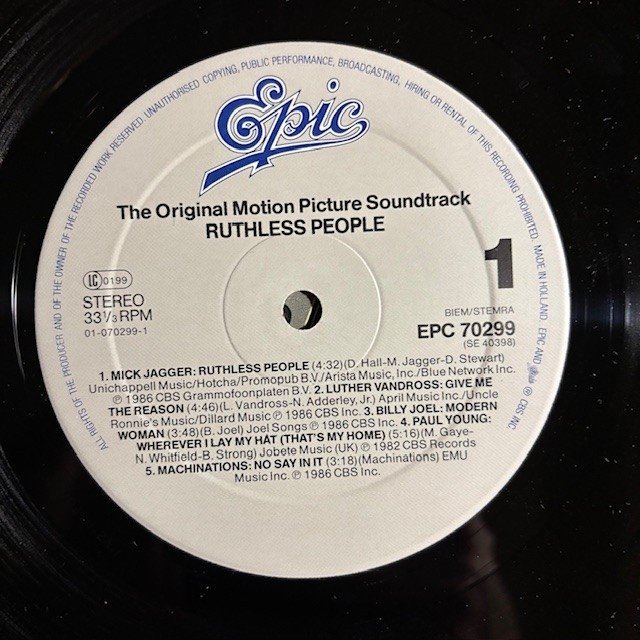 ALL RIGHTS OF THE PRODUCER AND OF THE OWNER OF THE RECORDED WORK RESERVED. UNAUTHORISED COPYING, PUBLIC PERFORMANCE, BROADCASTING, HIRING OR RENTAL OF THIS RECORDING PROHIBITED. MADE IN HOLLAND. EPIC AND
ARE
CBS INC
Epic
The Original Motion Picture Soundtrack
RUTHLESS PEOPLE
1
LC 0199
STEREO
33⅓ RPM
01-070299-1
BIEM/STEMRA
EPC 70299
(SE 40398)
1. MICK JAGGER: RUTHLESS PEOPLE (4:32)(D. Hall-M. Jagger-D. Stewart)
Unichappell Music/Hotcha/Promopub B.V./Arista Music Inc./Blue Network Inc.
℗ 1986 CBS Grammofoonplaten B.V. 2. LUTHER VANDROSS: GIVE ME
THE REASON (4:46)(L. Vandross-N. Adderley, Jr.) April Music Inc./Uncle
Ronnie's Music/Dillard Music ℗ 1986 CBS Inc. 3. BILLY JOEL: MODERN
WOMAN (3:48)(B. Joel) Joel Songs ℗ 1986 CBS Inc. 4. PAUL YOUNG:
WHEREVER I LAY MY HAT (THAT'S MY HOME) (5:16)(M. Gaye-
N. Whitfield-B. Strong) Jobete Music (UK) ℗ 1982 CBS Records
5. MACHINATIONS: NO SAY IN IT (3:18)(Machinations) EMU
Music Inc. ℗ 1986 CBS Inc.